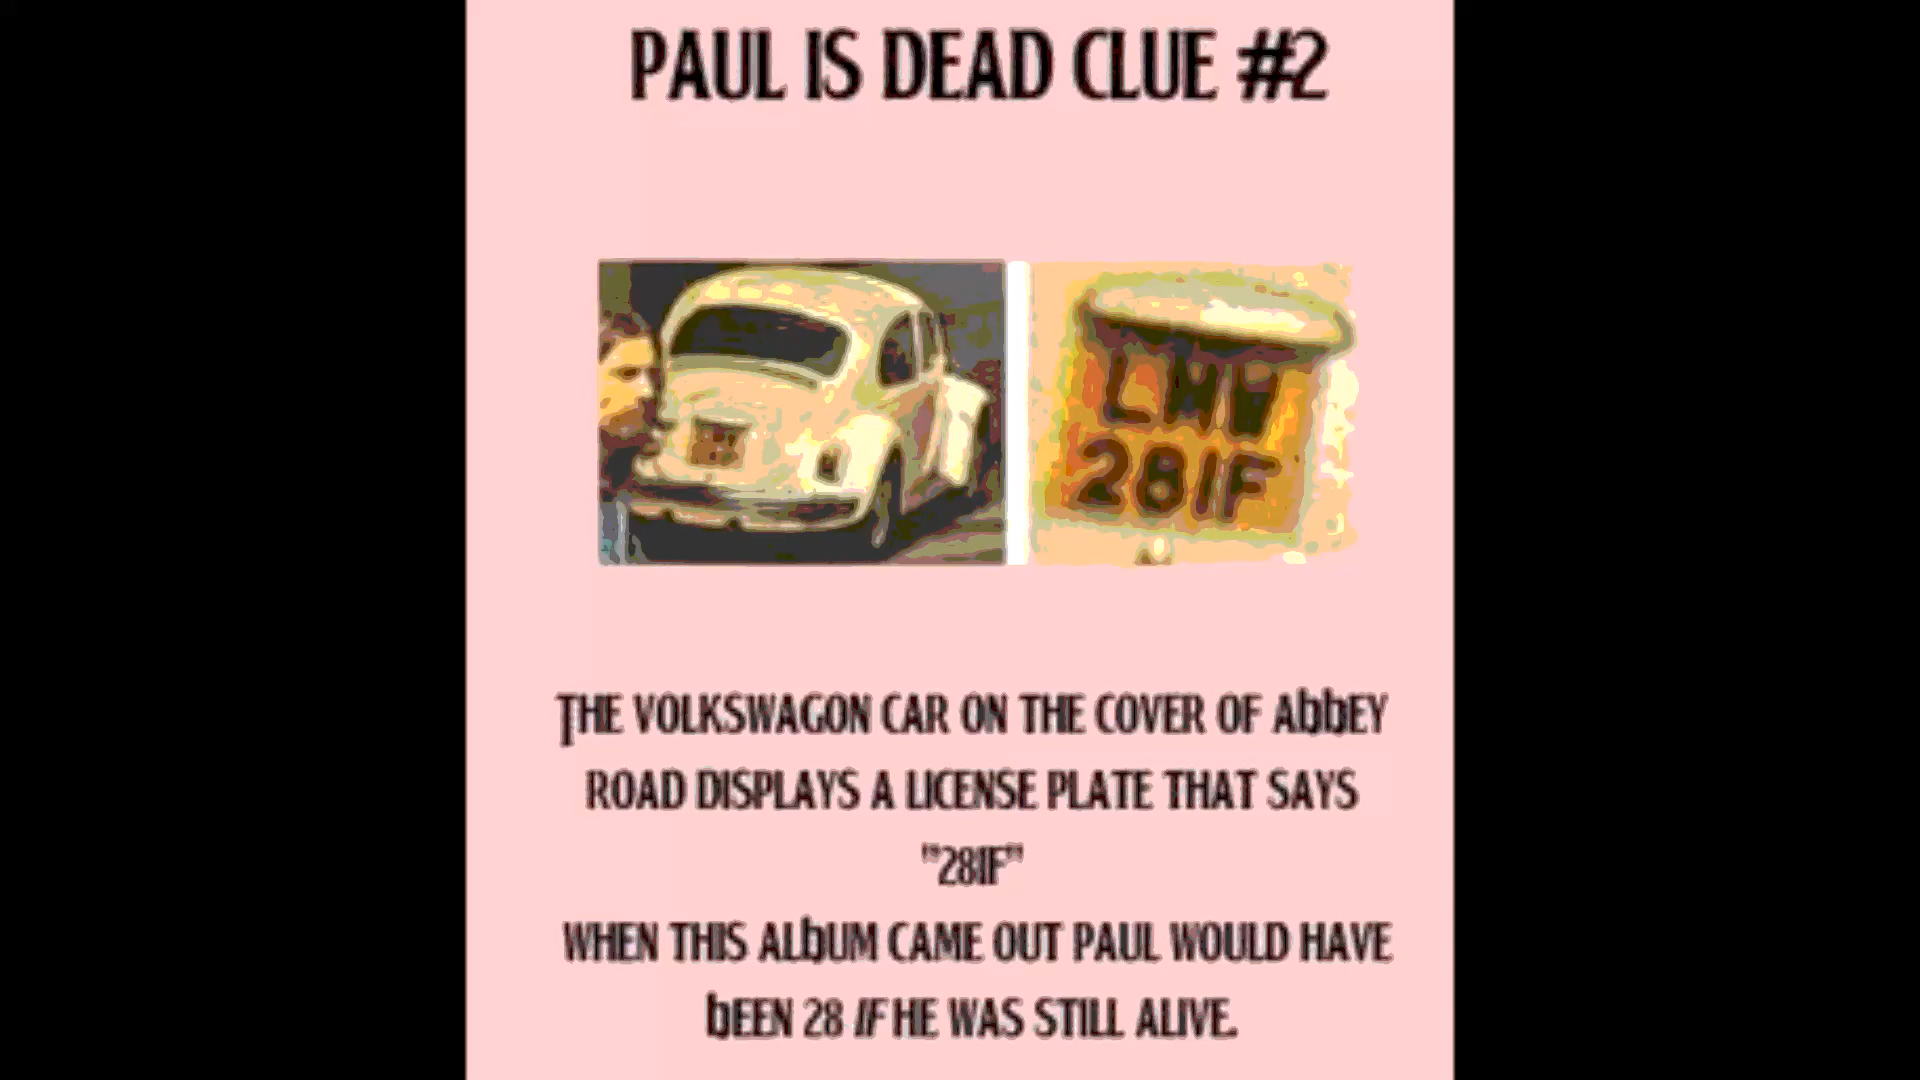 PAUL IS DEAD CLUE #2
LMW
281F
THE VOLKSWAGON CAR ON THE COVER OF AbbEY
ROAD DISPLAYS A LICENSE PLATE THAT SAYS
"28IF"
WHEN THIS ALbUM CAME OUT PAUL WOULD HAVE
bEEN 28 IF HE WAS STILL ALIVE.